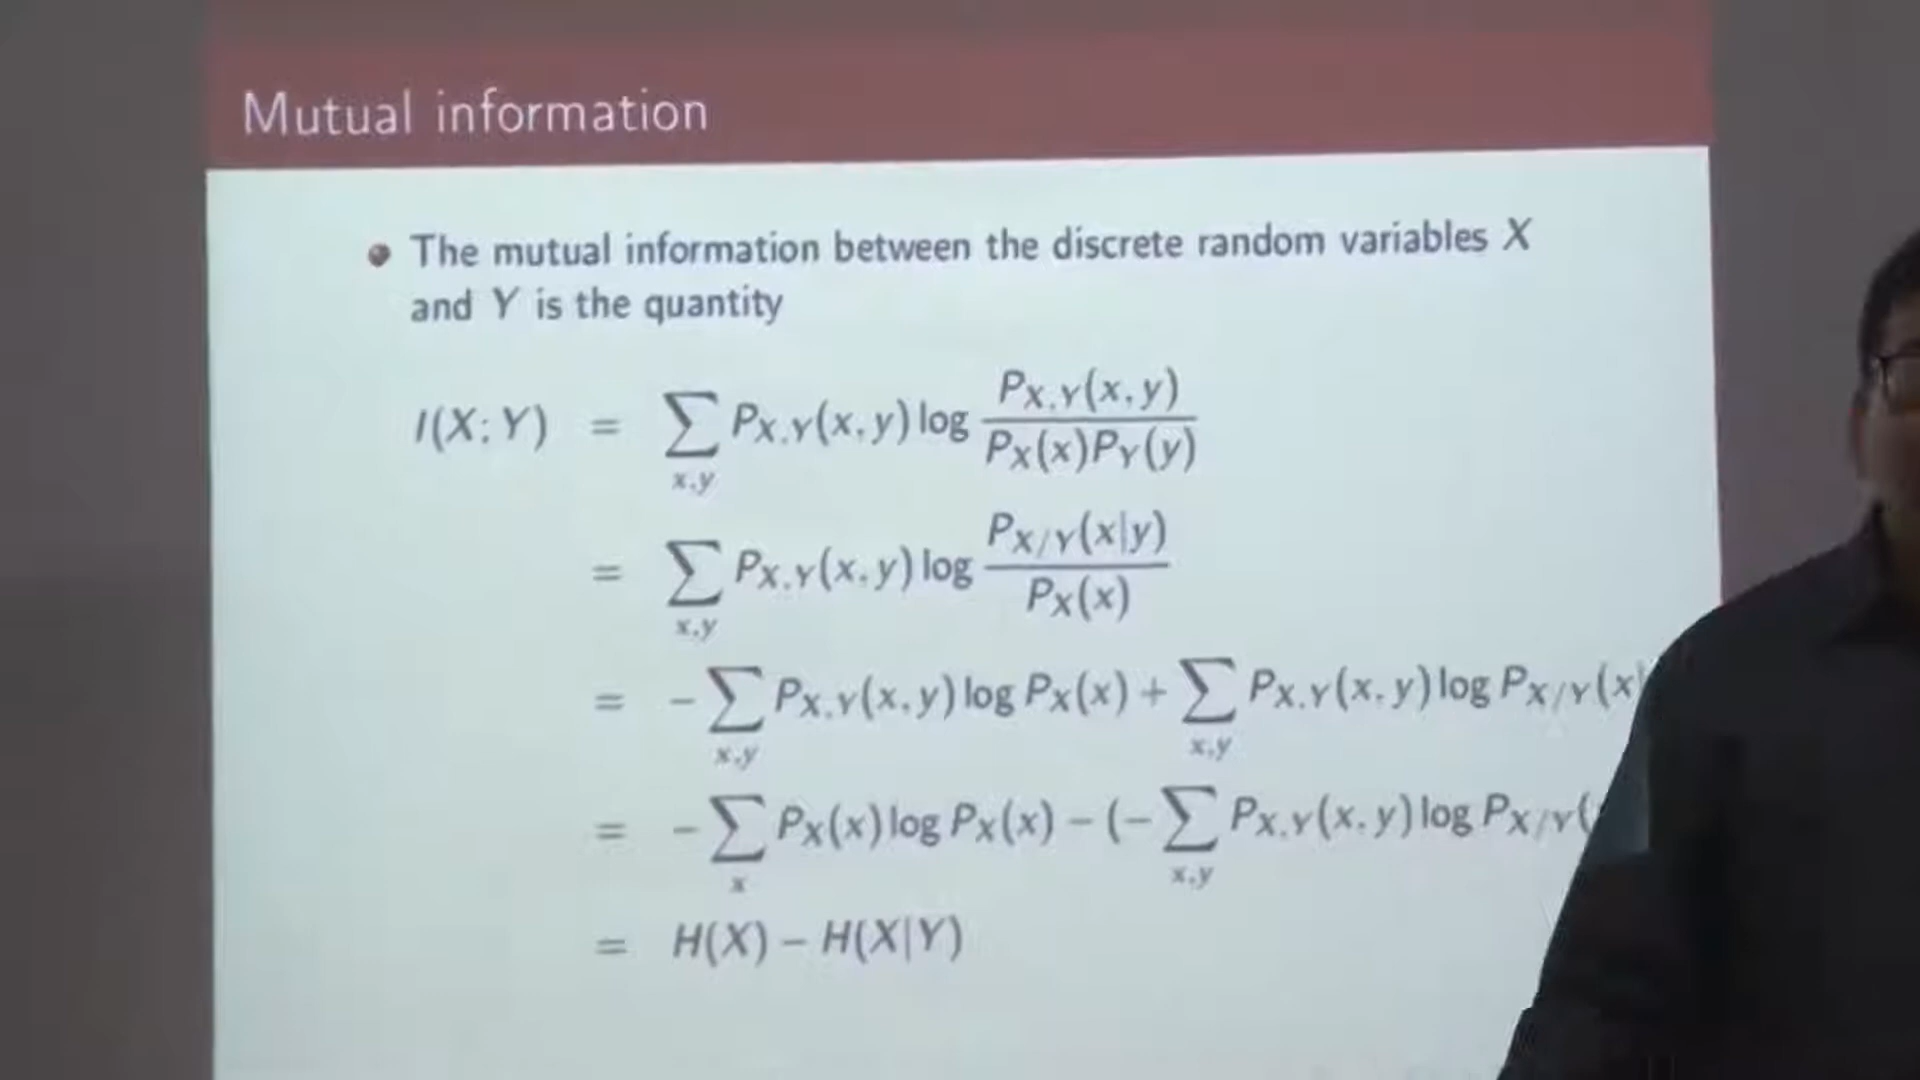 Mutual information
The mutual information between the discrete random variables X
and Y is the quantity
I(X;Y) = ∑_{x,y} P_{X,Y}(x,y) log P_{X,Y}(x,y) / P_X(x)P_Y(y)
= ∑_{x,y} P_{X,Y}(x,y) log P_{X/Y}(x|y) / P_X(x)
= − ∑_{x,y} P_{X,Y}(x,y) log P_X(x) + ∑_{x,y} P_{X,Y}(x,y) log P_{X/Y}(x
= − ∑_x P_X(x) log P_X(x) − (− ∑_{x,y} P_{X,Y}(x,y) log P_{X/Y}(
= H(X) − H(X|Y)